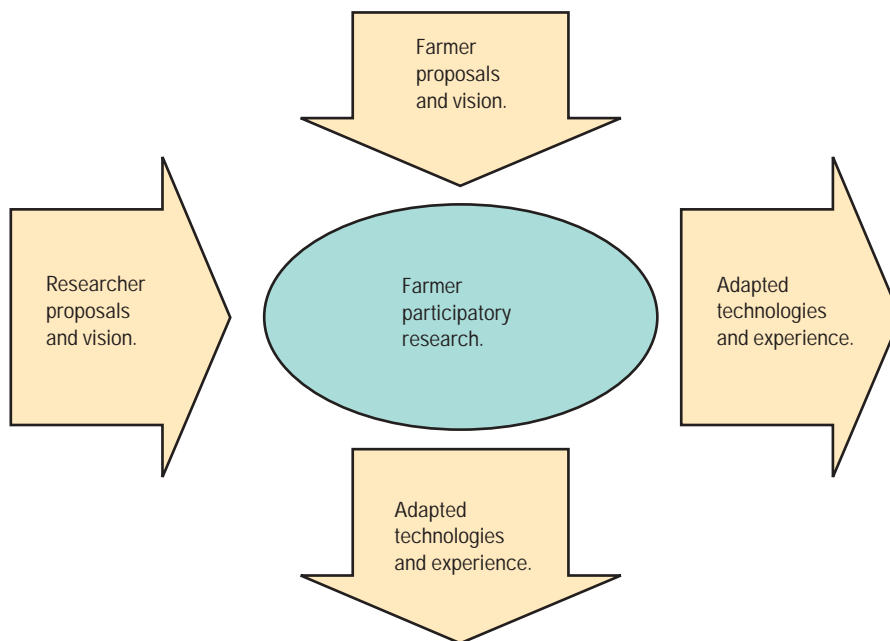 Farmer
proposals
and vision.
Researcher
proposals
and vision.
Farmer
participatory
research.
Adapted
technologies
and experience.
Adapted
technologies
and experience.